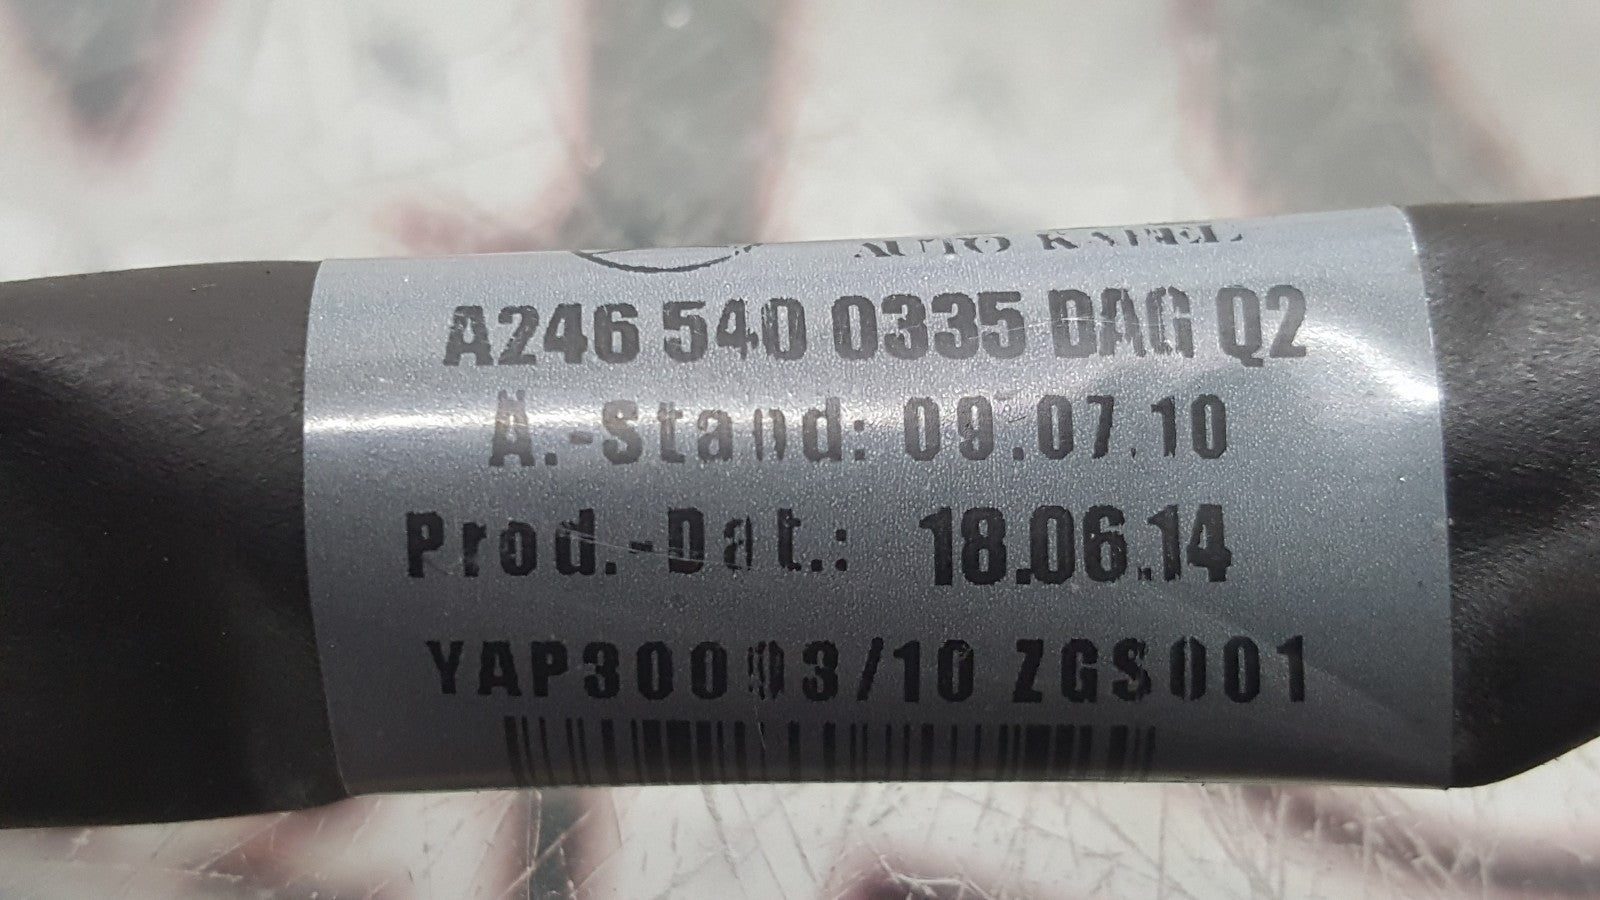 AUTO KABEL
A246 540 0335 DAG Q2
Ä.-Stand: 09.07.10
Prod.-Dat.: 18.06.14
YAP30003/10 ZGS001